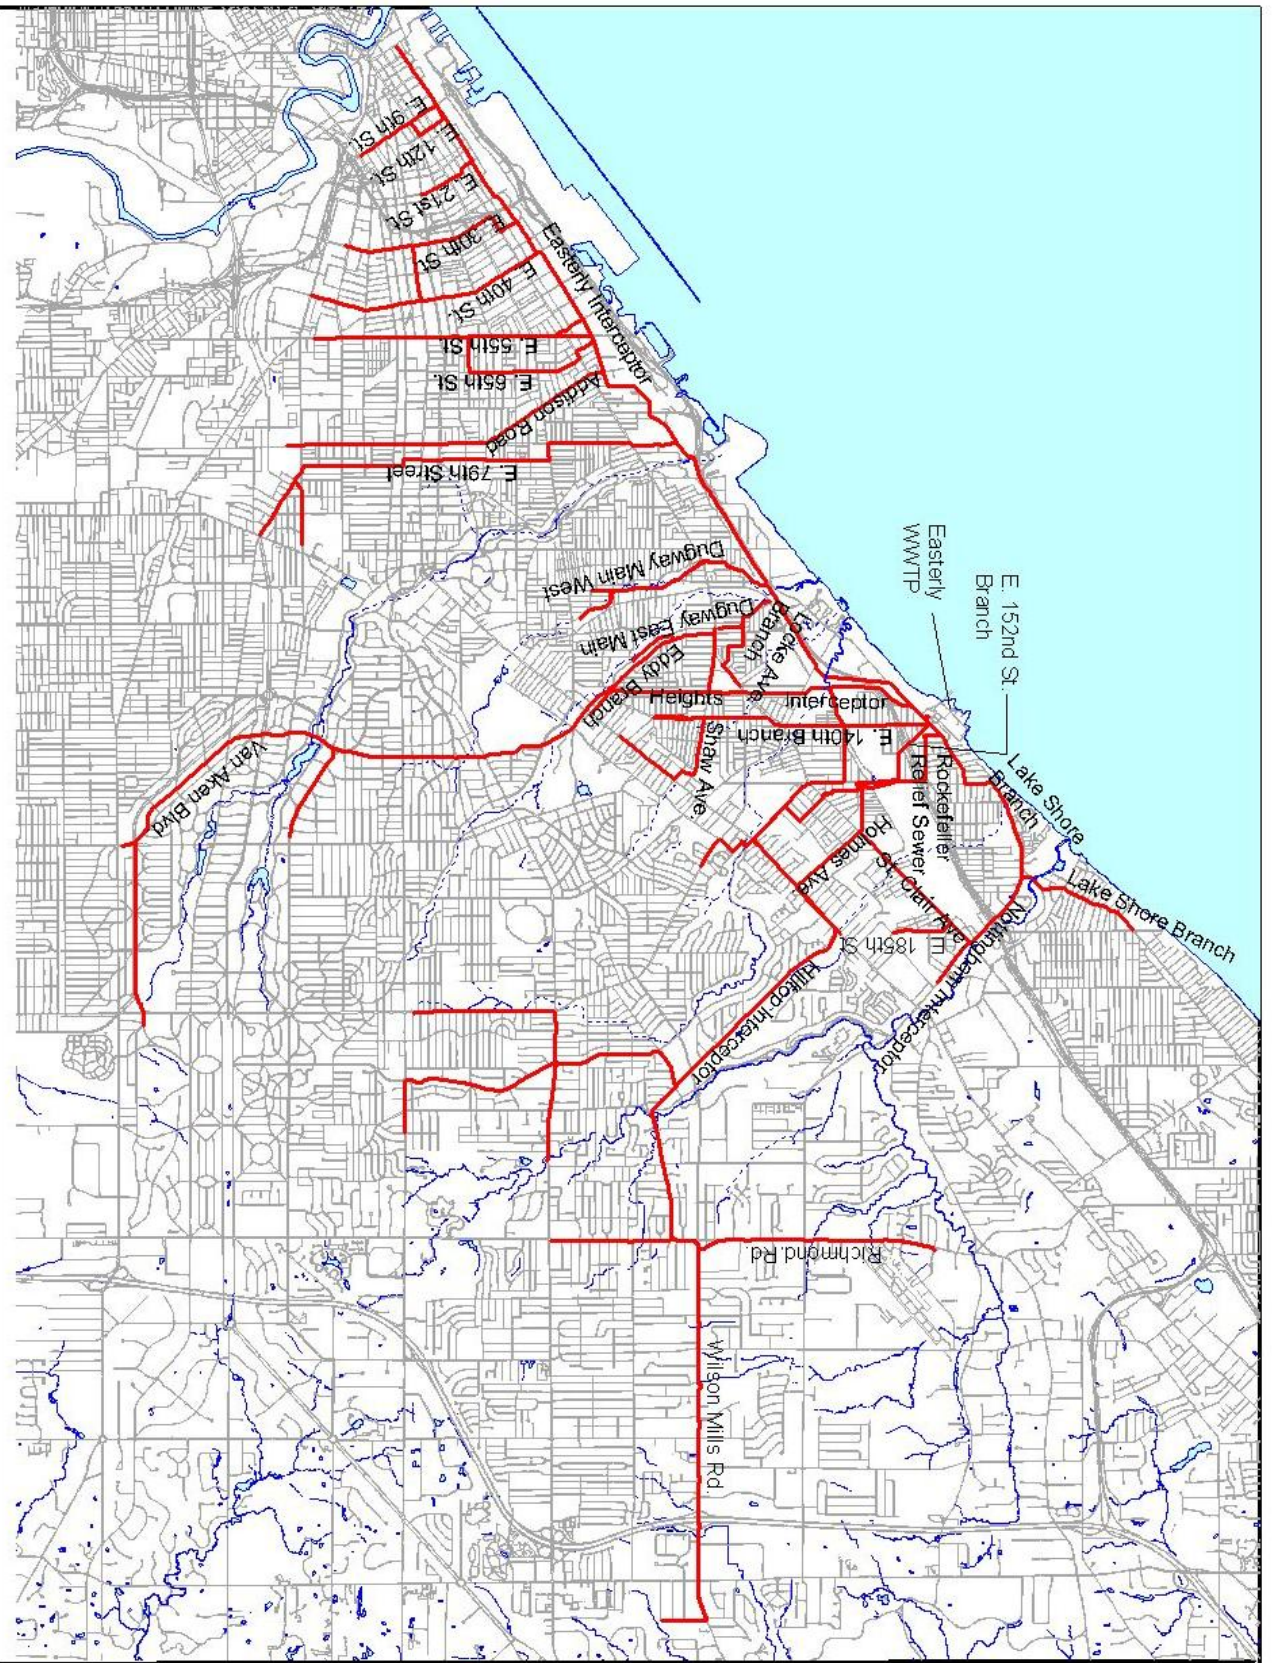 E. 9th St.
E. 12th St.
E. 21st St.
E. 30th St.
E. 40th St.
Easterly Interceptor
E. 55th St.
E. 65th St.
Addison Road
E. 79th Street
Dugway Main West
Dugway East Main
Eddy Branch
Locke Ave.
Branch
Heights
Interceptor
E. 140th Branch
Shaw Ave.
Easterly
WWTP
E. 152nd St.
Branch
Rockefeller
Relief Sewer
Lake Shore
Branch
Lake Shore Branch
Holmes Ave
St. Clair Ave
E. 185th St
Nottingham Interceptor
Hilltop Interceptor
Van Aken Blvd
Richmond Rd
Wilson Mills Rd.